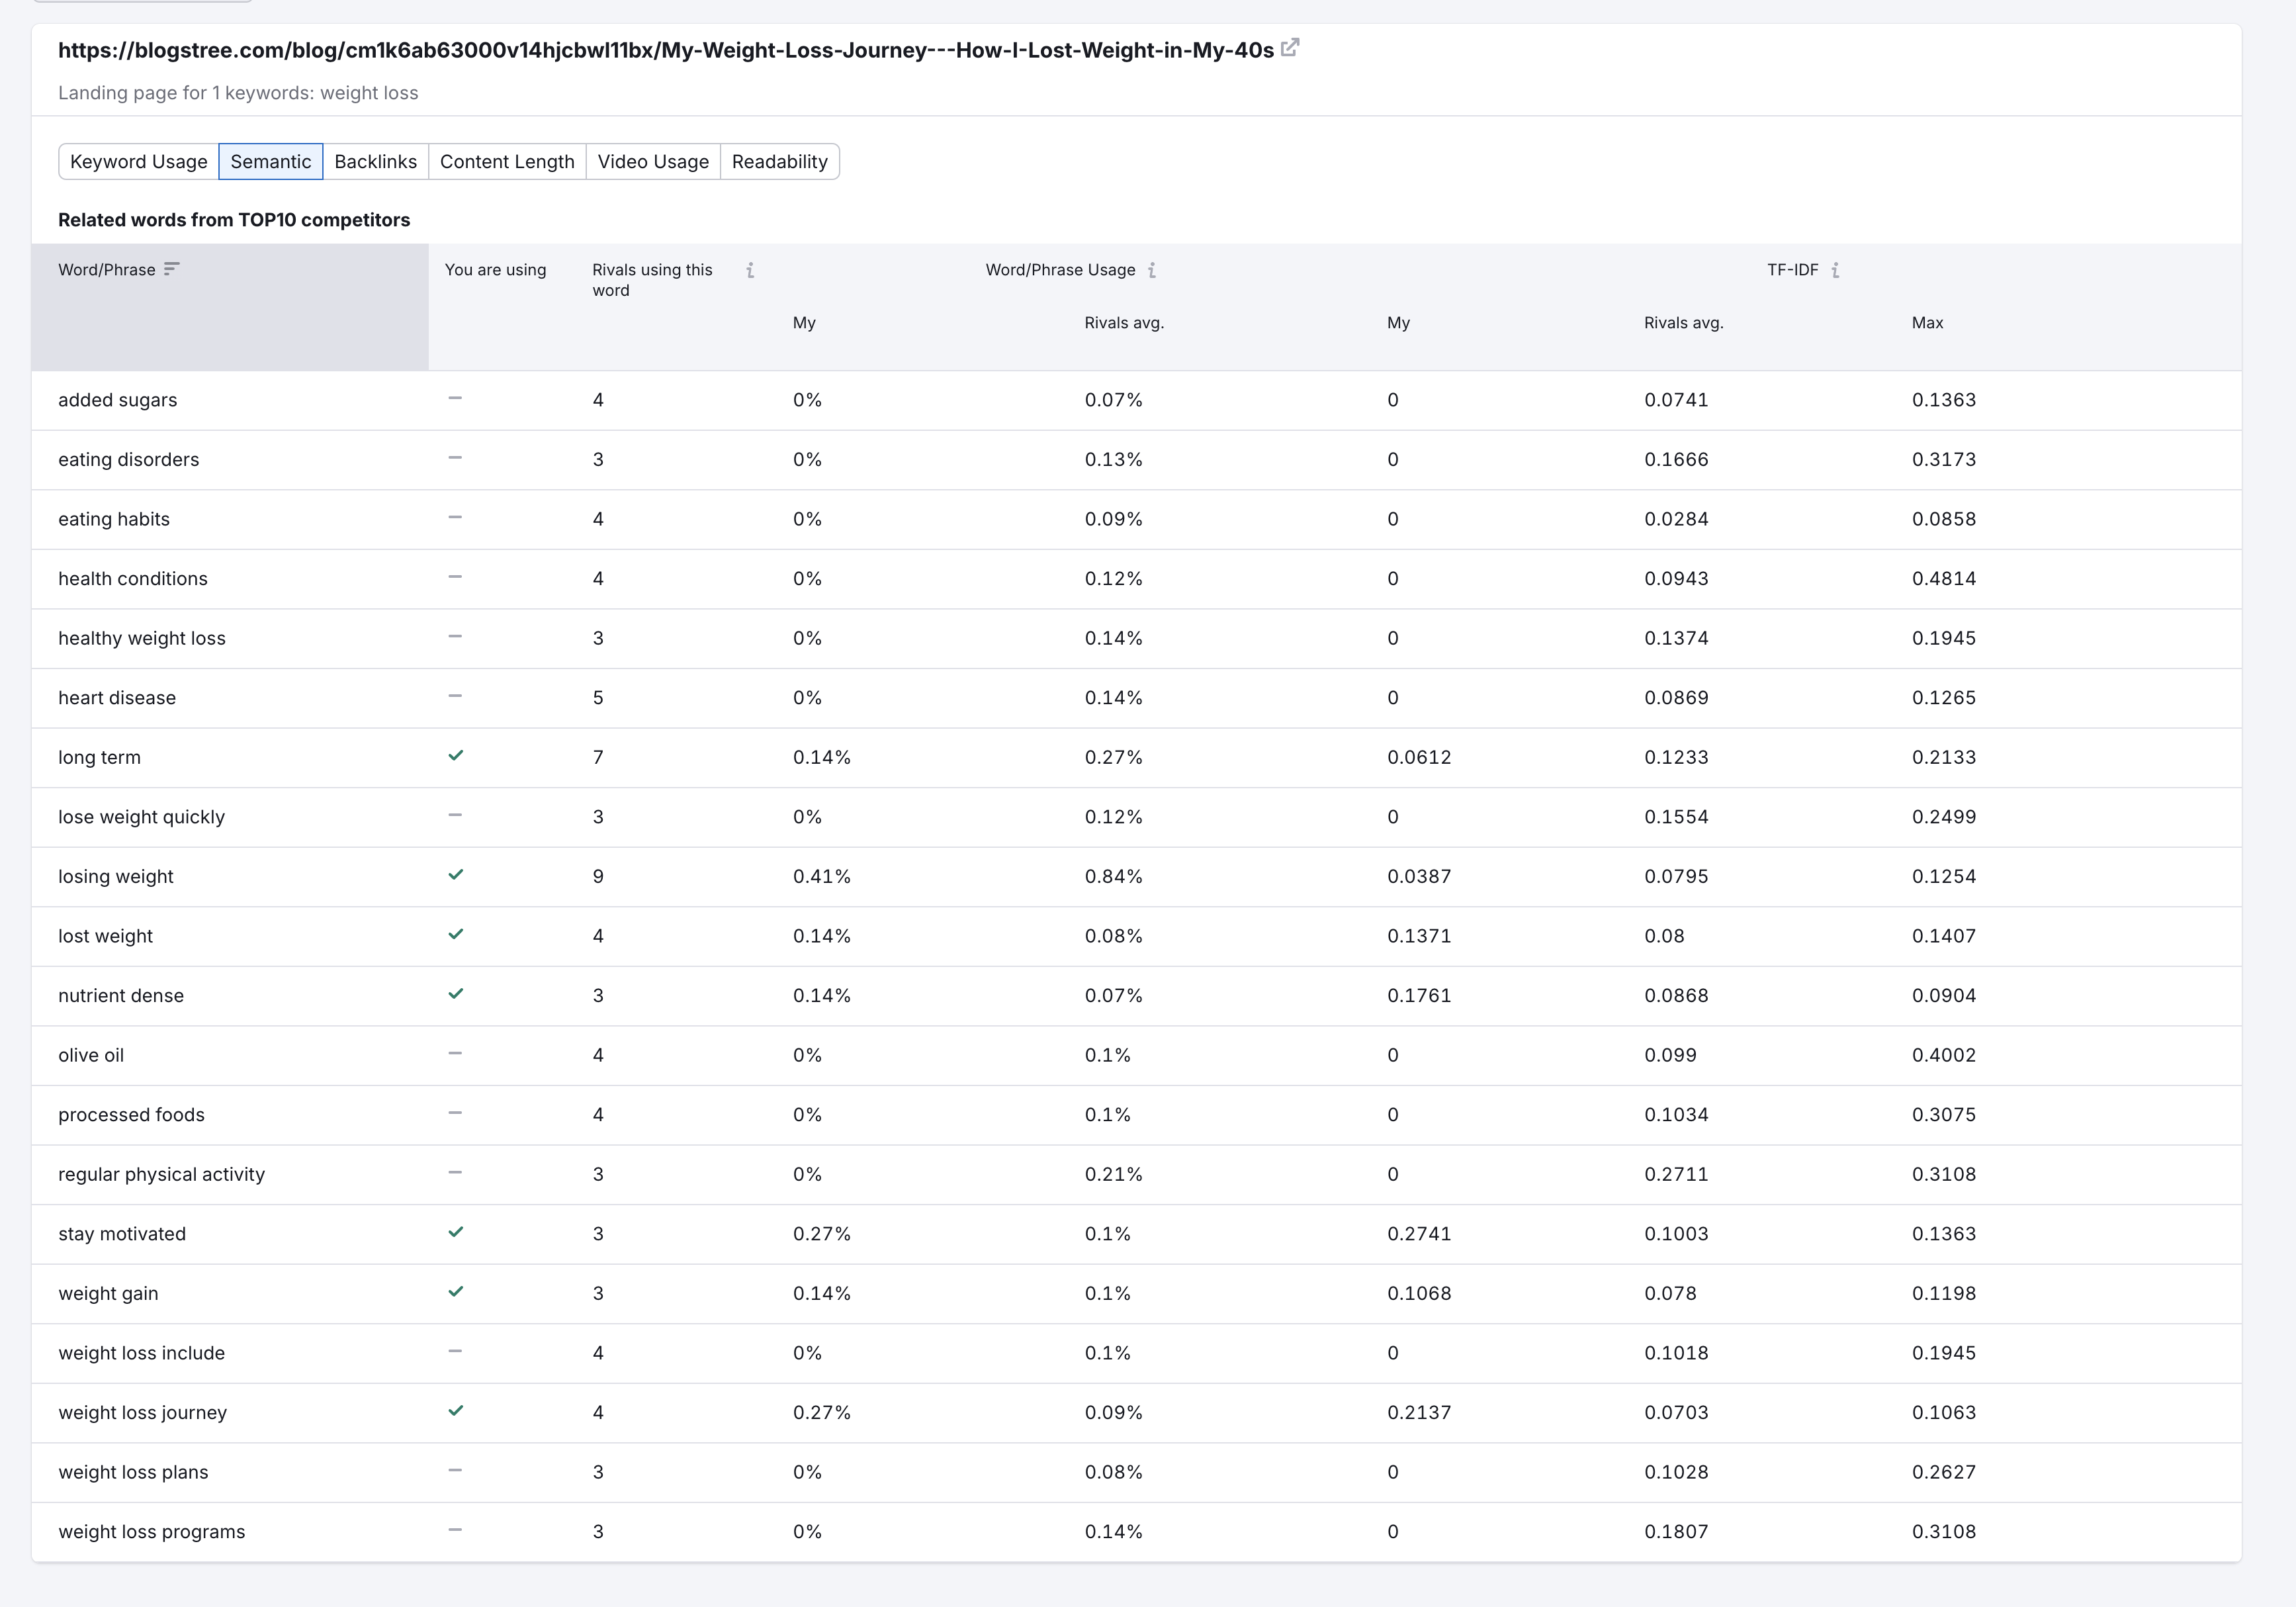 https://blogstree.com/blog/cm1k6ab63000v14hjcbwl11bx/My-Weight-Loss-Journey---How-I-Lost-Weight-in-My-40s
Landing page for 1 keywords: weight loss
Keyword Usage Semantic Backlinks Content Length Video Usage Readability
Related words from TOP10 competitors
Word/Phrase You are using Rivals using this word i Word/Phrase Usage i TF-IDF i
My Rivals avg. My Rivals avg. Max
added sugars – 4 0% 0.07% 0 0.0741 0.1363
eating disorders – 3 0% 0.13% 0 0.1666 0.3173
eating habits – 4 0% 0.09% 0 0.0284 0.0858
health conditions – 4 0% 0.12% 0 0.0943 0.4814
healthy weight loss – 3 0% 0.14% 0 0.1374 0.1945
heart disease – 5 0% 0.14% 0 0.0869 0.1265
long term ✓ 7 0.14% 0.27% 0.0612 0.1233 0.2133
lose weight quickly – 3 0% 0.12% 0 0.1554 0.2499
losing weight ✓ 9 0.41% 0.84% 0.0387 0.0795 0.1254
lost weight ✓ 4 0.14% 0.08% 0.1371 0.08 0.1407
nutrient dense ✓ 3 0.14% 0.07% 0.1761 0.0868 0.0904
olive oil – 4 0% 0.1% 0 0.099 0.4002
processed foods – 4 0% 0.1% 0 0.1034 0.3075
regular physical activity – 3 0% 0.21% 0 0.2711 0.3108
stay motivated ✓ 3 0.27% 0.1% 0.2741 0.1003 0.1363
weight gain ✓ 3 0.14% 0.1% 0.1068 0.078 0.1198
weight loss include – 4 0% 0.1% 0 0.1018 0.1945
weight loss journey ✓ 4 0.27% 0.09% 0.2137 0.0703 0.1063
weight loss plans – 3 0% 0.08% 0 0.1028 0.2627
weight loss programs – 3 0% 0.14% 0 0.1807 0.3108